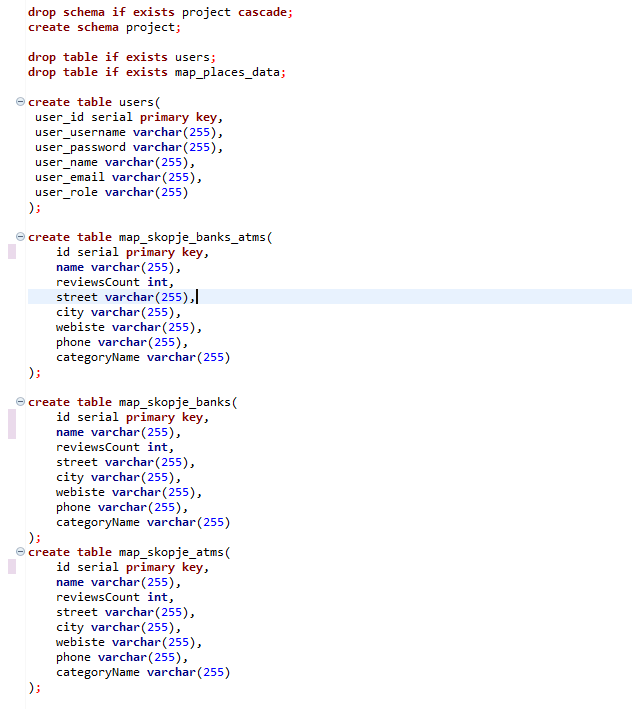 drop schema if exists project cascade;
create schema project;
drop table if exists users;
drop table if exists map_places_data;
create table users(
user_id serial primary key,
user_username varchar(255),
user_password varchar(255),
user_name varchar(255),
user_email varchar(255),
user_role varchar(255)
);
create table map_skopje_banks_atms(
id serial primary key,
name varchar(255),
reviewsCount int,
street varchar(255),
city varchar(255),
webiste varchar(255),
phone varchar(255),
categoryName varchar(255)
);
create table map_skopje_banks(
id serial primary key,
name varchar(255),
reviewsCount int,
street varchar(255),
city varchar(255),
webiste varchar(255),
phone varchar(255),
categoryName varchar(255)
);
create table map_skopje_atms(
id serial primary key,
name varchar(255),
reviewsCount int,
street varchar(255),
city varchar(255),
webiste varchar(255),
phone varchar(255),
categoryName varchar(255)
);